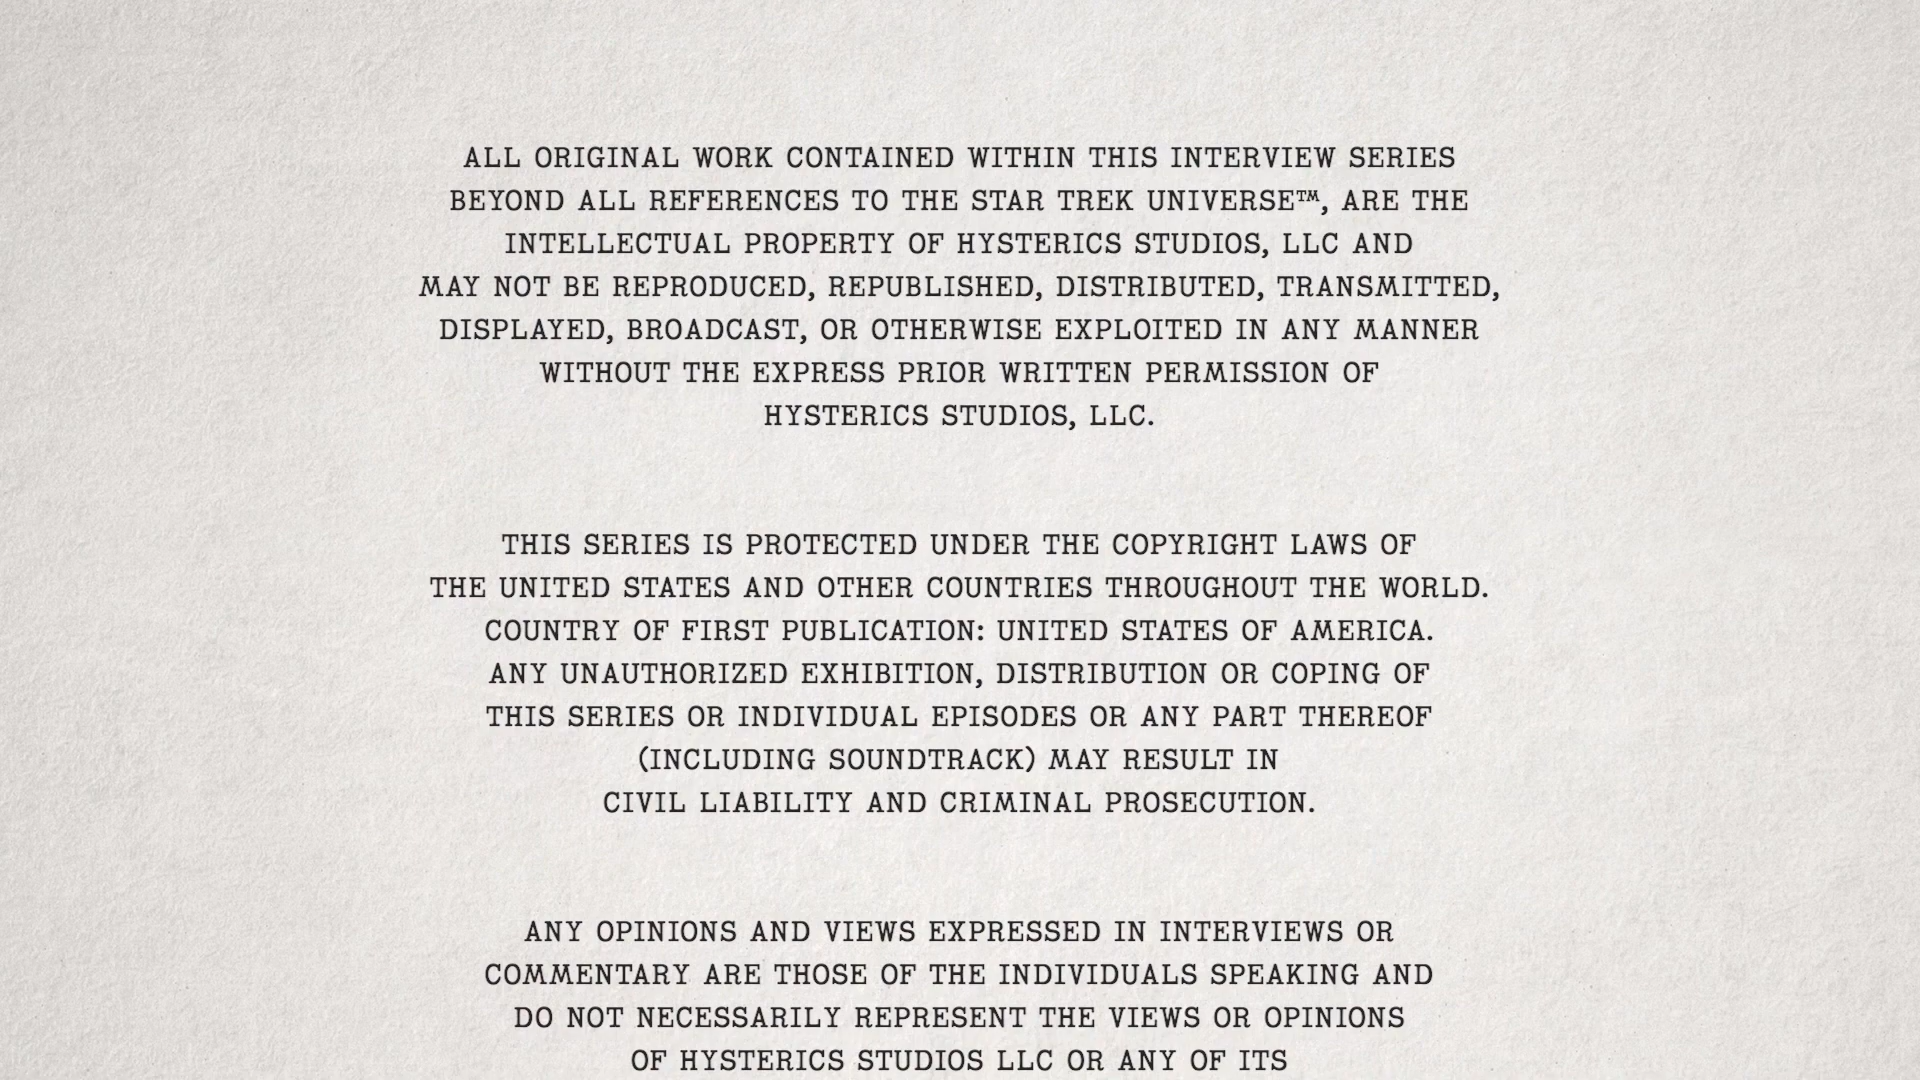 ALL ORIGINAL WORK CONTAINED WITHIN THIS INTERVIEW SERIES
BEYOND ALL REFERENCES TO THE STAR TREK UNIVERSE™, ARE THE
INTELLECTUAL PROPERTY OF HYSTERICS STUDIOS, LLC AND
MAY NOT BE REPRODUCED, REPUBLISHED, DISTRIBUTED, TRANSMITTED,
DISPLAYED, BROADCAST, OR OTHERWISE EXPLOITED IN ANY MANNER
WITHOUT THE EXPRESS PRIOR WRITTEN PERMISSION OF
HYSTERICS STUDIOS, LLC.
THIS SERIES IS PROTECTED UNDER THE COPYRIGHT LAWS OF
THE UNITED STATES AND OTHER COUNTRIES THROUGHOUT THE WORLD.
COUNTRY OF FIRST PUBLICATION: UNITED STATES OF AMERICA.
ANY UNAUTHORIZED EXHIBITION, DISTRIBUTION OR COPING OF
THIS SERIES OR INDIVIDUAL EPISODES OR ANY PART THEREOF
(INCLUDING SOUNDTRACK) MAY RESULT IN
CIVIL LIABILITY AND CRIMINAL PROSECUTION.
ANY OPINIONS AND VIEWS EXPRESSED IN INTERVIEWS OR
COMMENTARY ARE THOSE OF THE INDIVIDUALS SPEAKING AND
DO NOT NECESSARILY REPRESENT THE VIEWS OR OPINIONS
OF HYSTERICS STUDIOS LLC OR ANY OF ITS